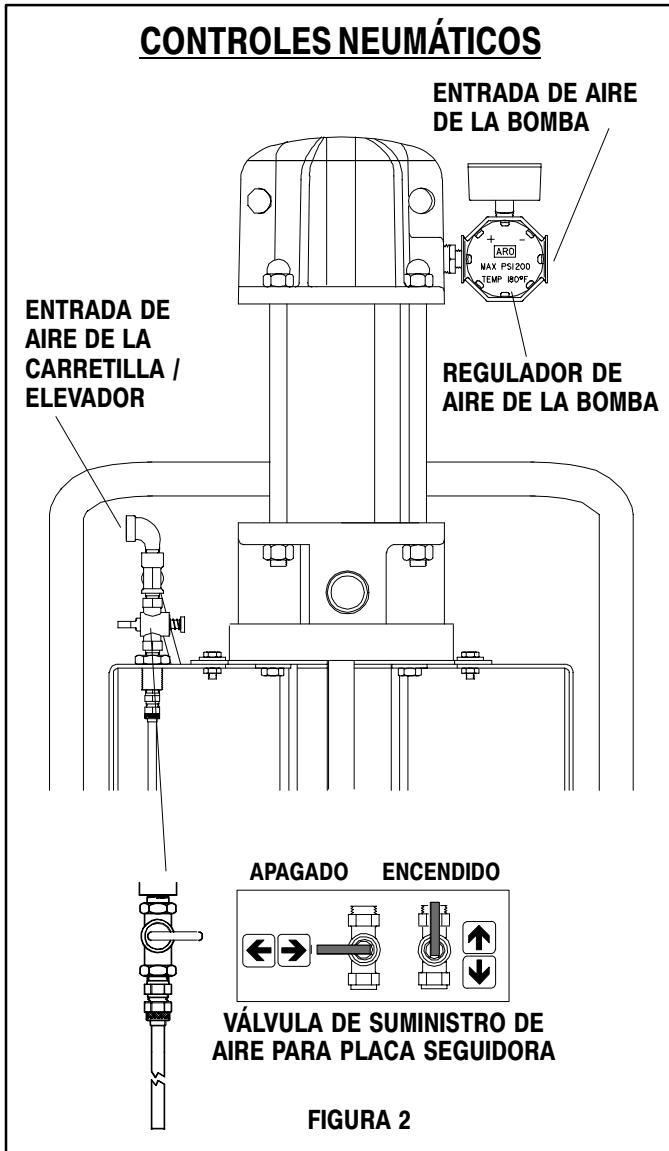 CONTROLES NEUMÁTICOS
ENTRADA DE AIRE
DE LA BOMBA
+ -
ARO
MAX PSI 200
TEMP 180°F
ENTRADA DE
AIRE DE LA
CARRETILLA /
ELEVADOR
REGULADOR DE
AIRE DE LA BOMBA
APAGADO ENCENDIDO
VÁLVULA DE SUMINISTRO DE
AIRE PARA PLACA SEGUIDORA
FIGURA 2